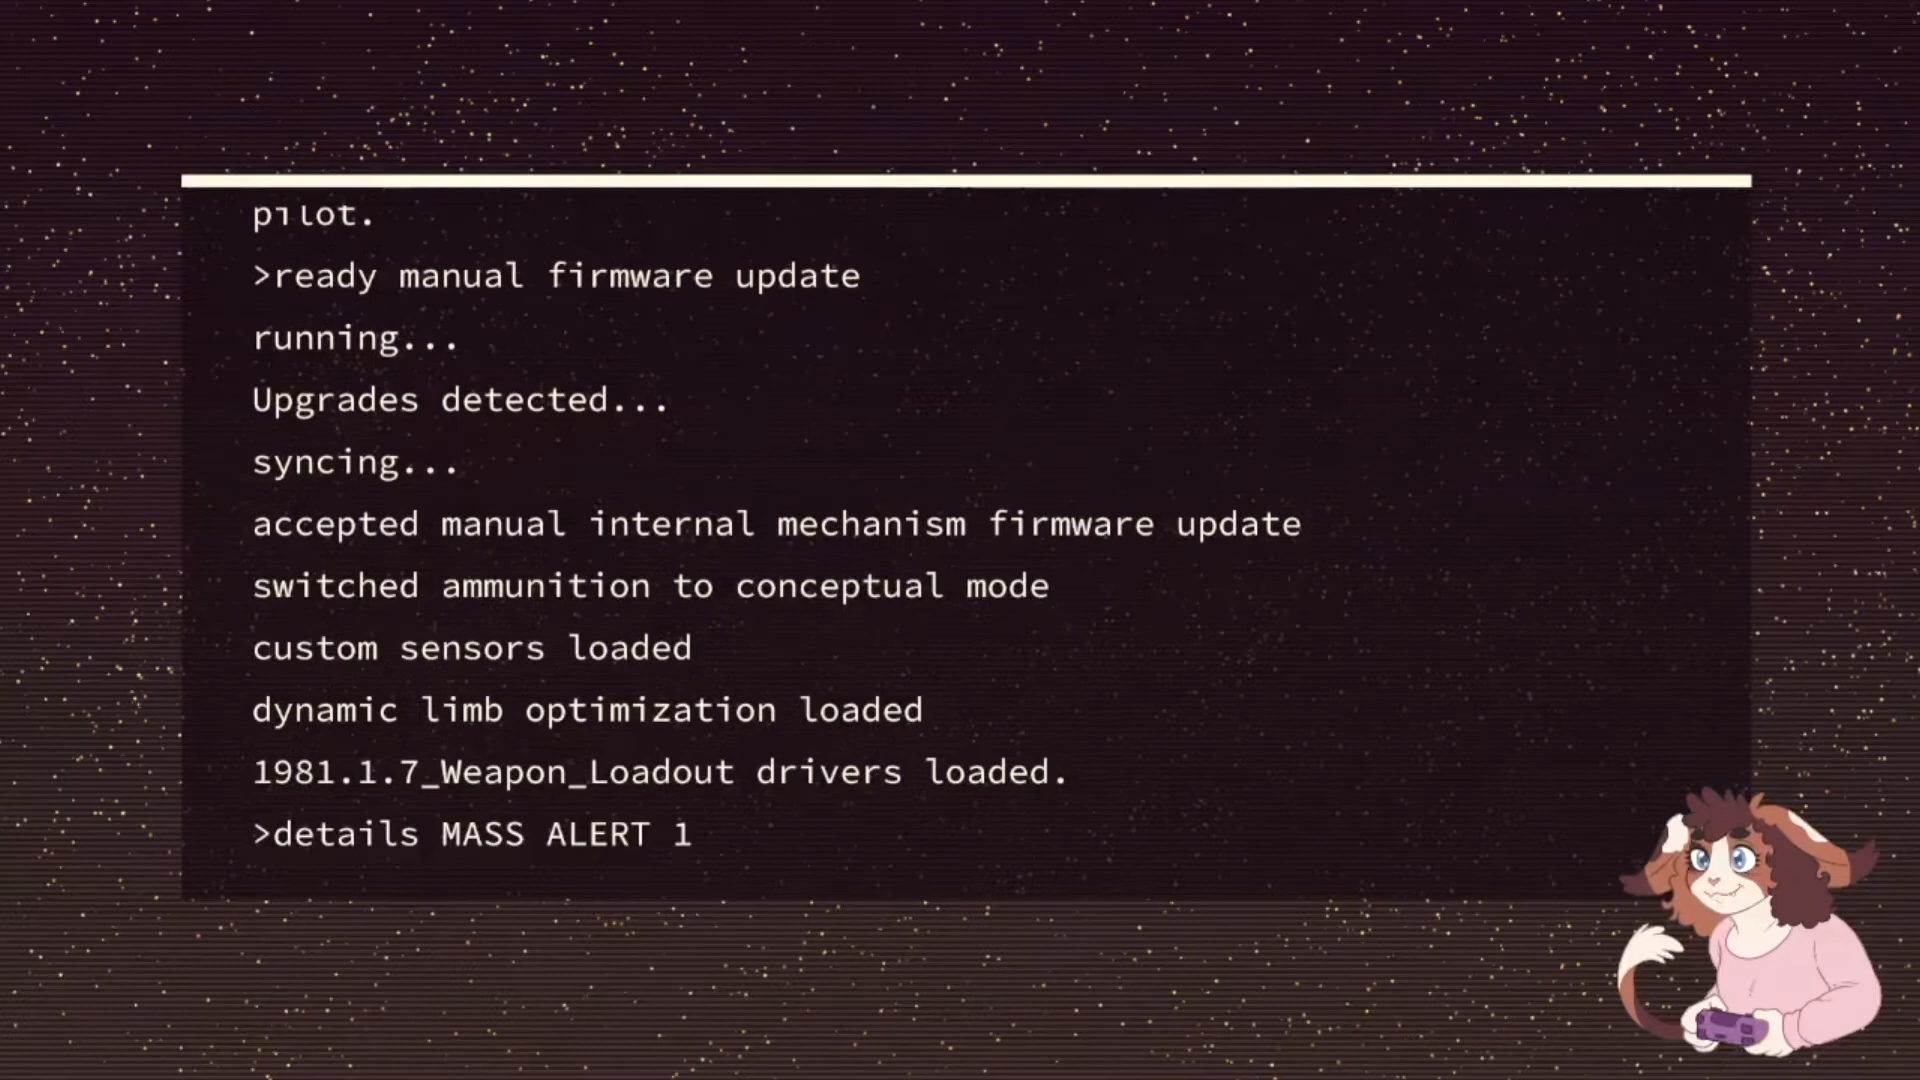 pilot.
>ready manual firmware update
running...
Upgrades detected...
syncing...
accepted manual internal mechanism firmware update
switched ammunition to conceptual mode
custom sensors loaded
dynamic limb optimization loaded
1981.1.7_Weapon_Loadout drivers loaded.
>details MASS ALERT 1